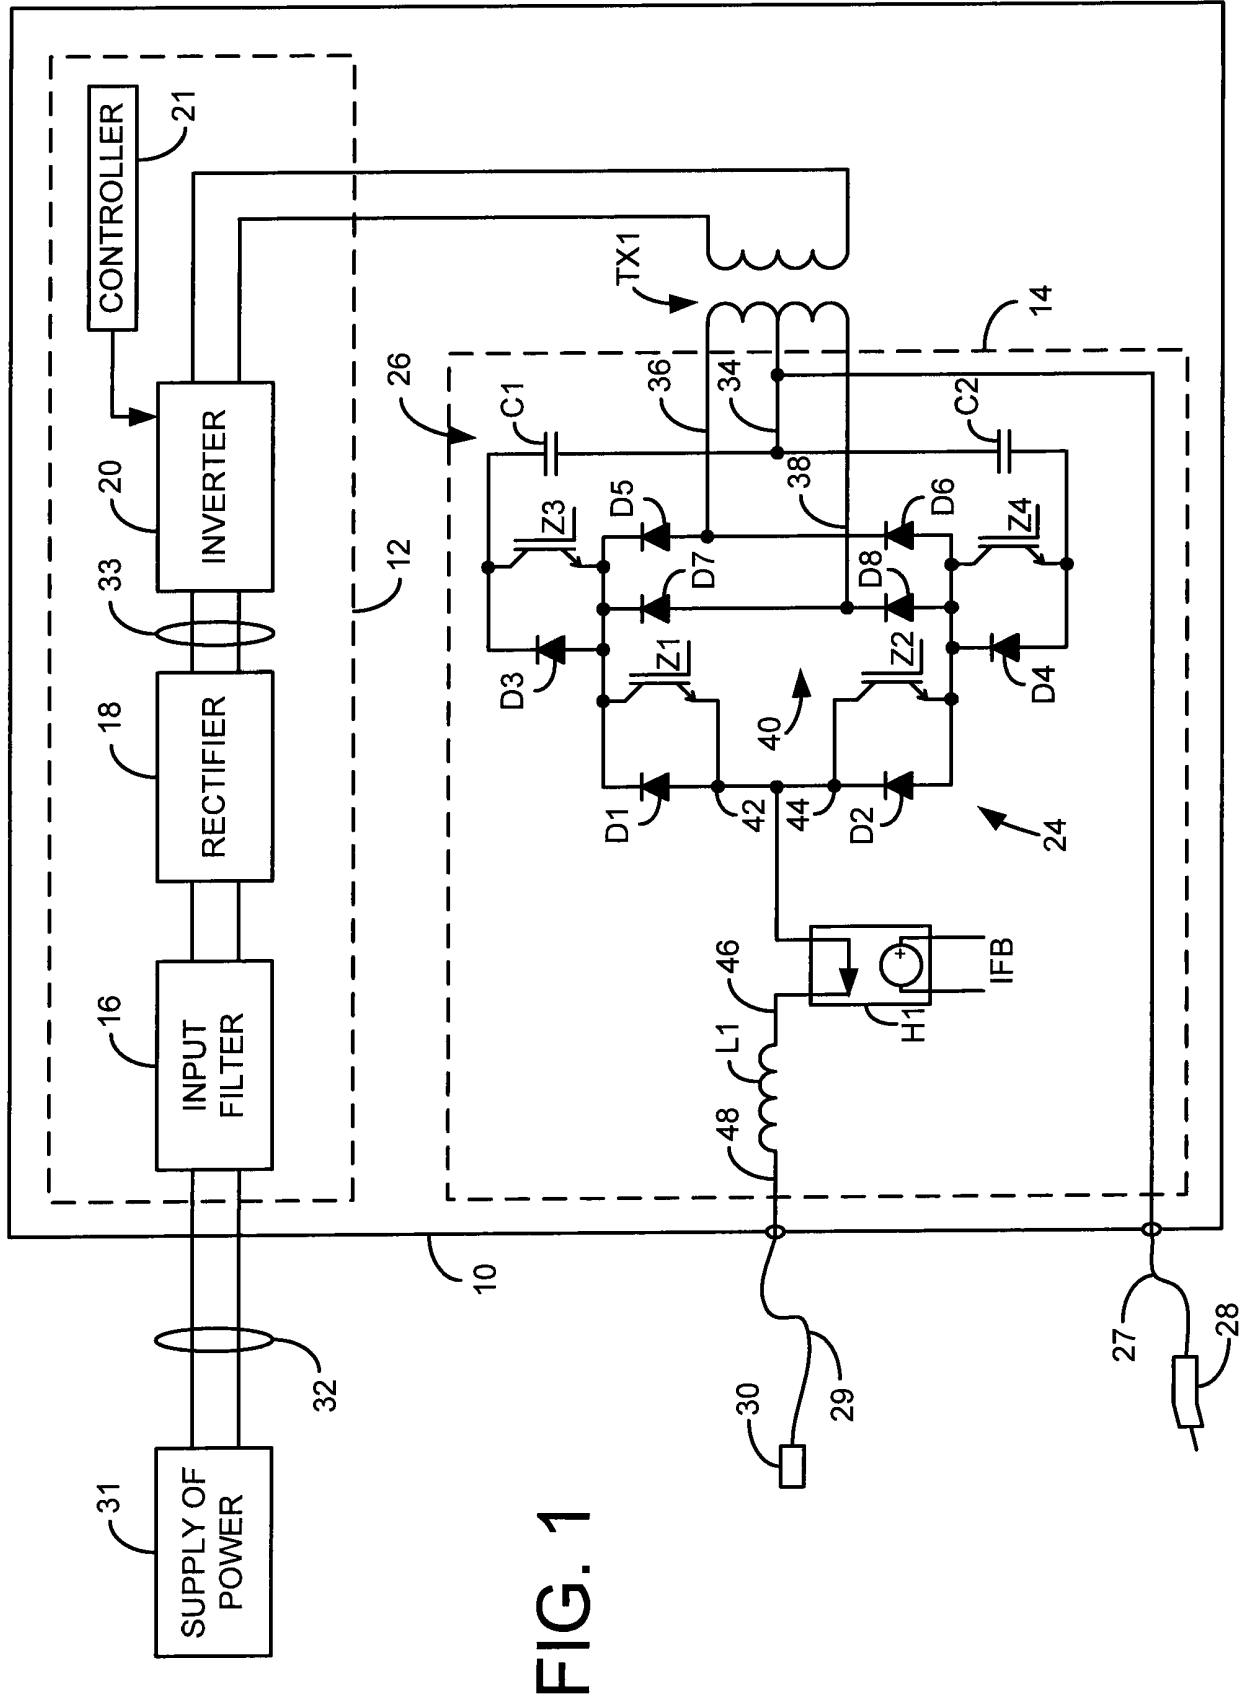 31
SUPPLY OF
POWER
32
16
INPUT
FILTER
18
RECTIFIER
33
20
INVERTER
CONTROLLER
21
12
10
26
TX1
14
C1
36
34
38
C2
Z3
D5
D7
D3
Z1
D6
D8
Z4
Z2
D4
40
D1
42
44
D2
24
46
L1
48
H1
IFB
+
30
29
27
28
FIG. 1